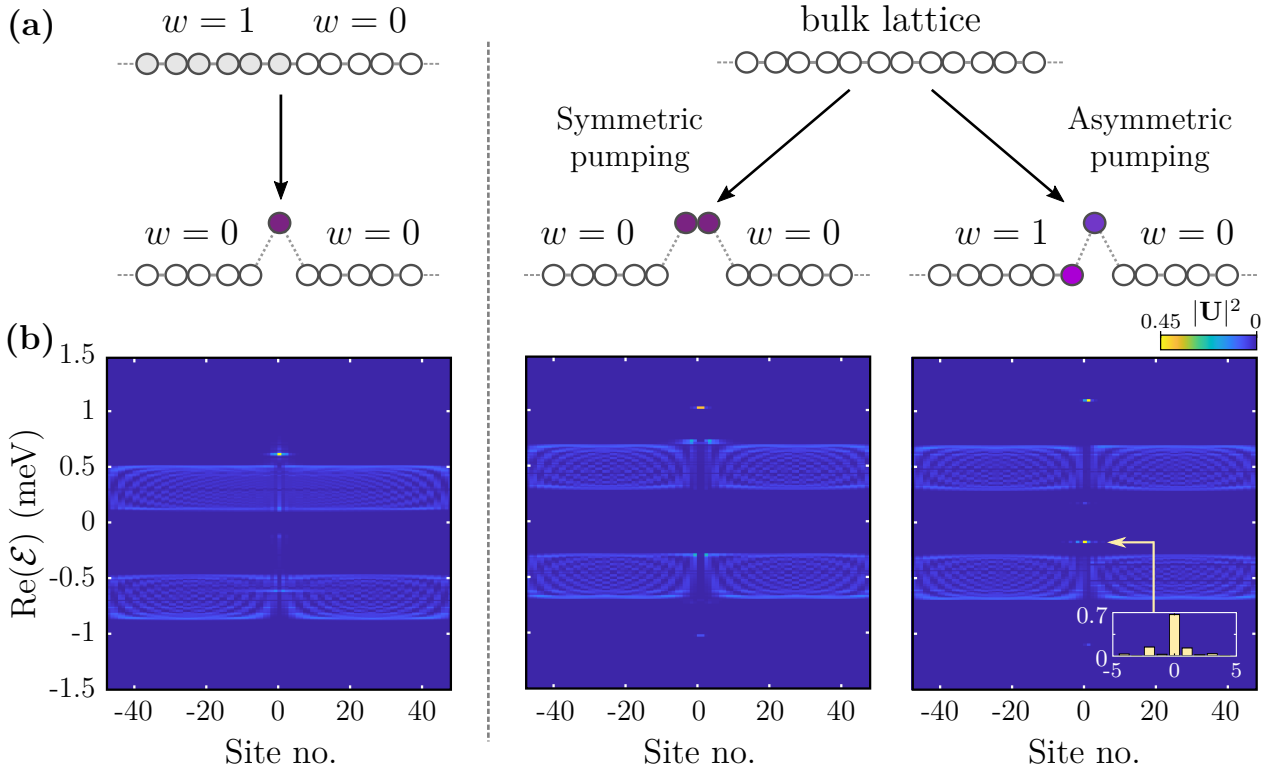 (a)
w = 1
w = 0
bulk lattice
Symmetric
pumping
Asymmetric
pumping
w = 0
w = 0
w = 0
w = 0
w = 1
w = 0
(b)
0.45 |U|² 0
Re(ℰ) (meV)
1.5
1
0.5
0
-0.5
-1
-1.5
0.7
0
-5 0 5
-40 -20 0 20 40
-40 -20 0 20 40
-40 -20 0 20 40
Site no.
Site no.
Site no.